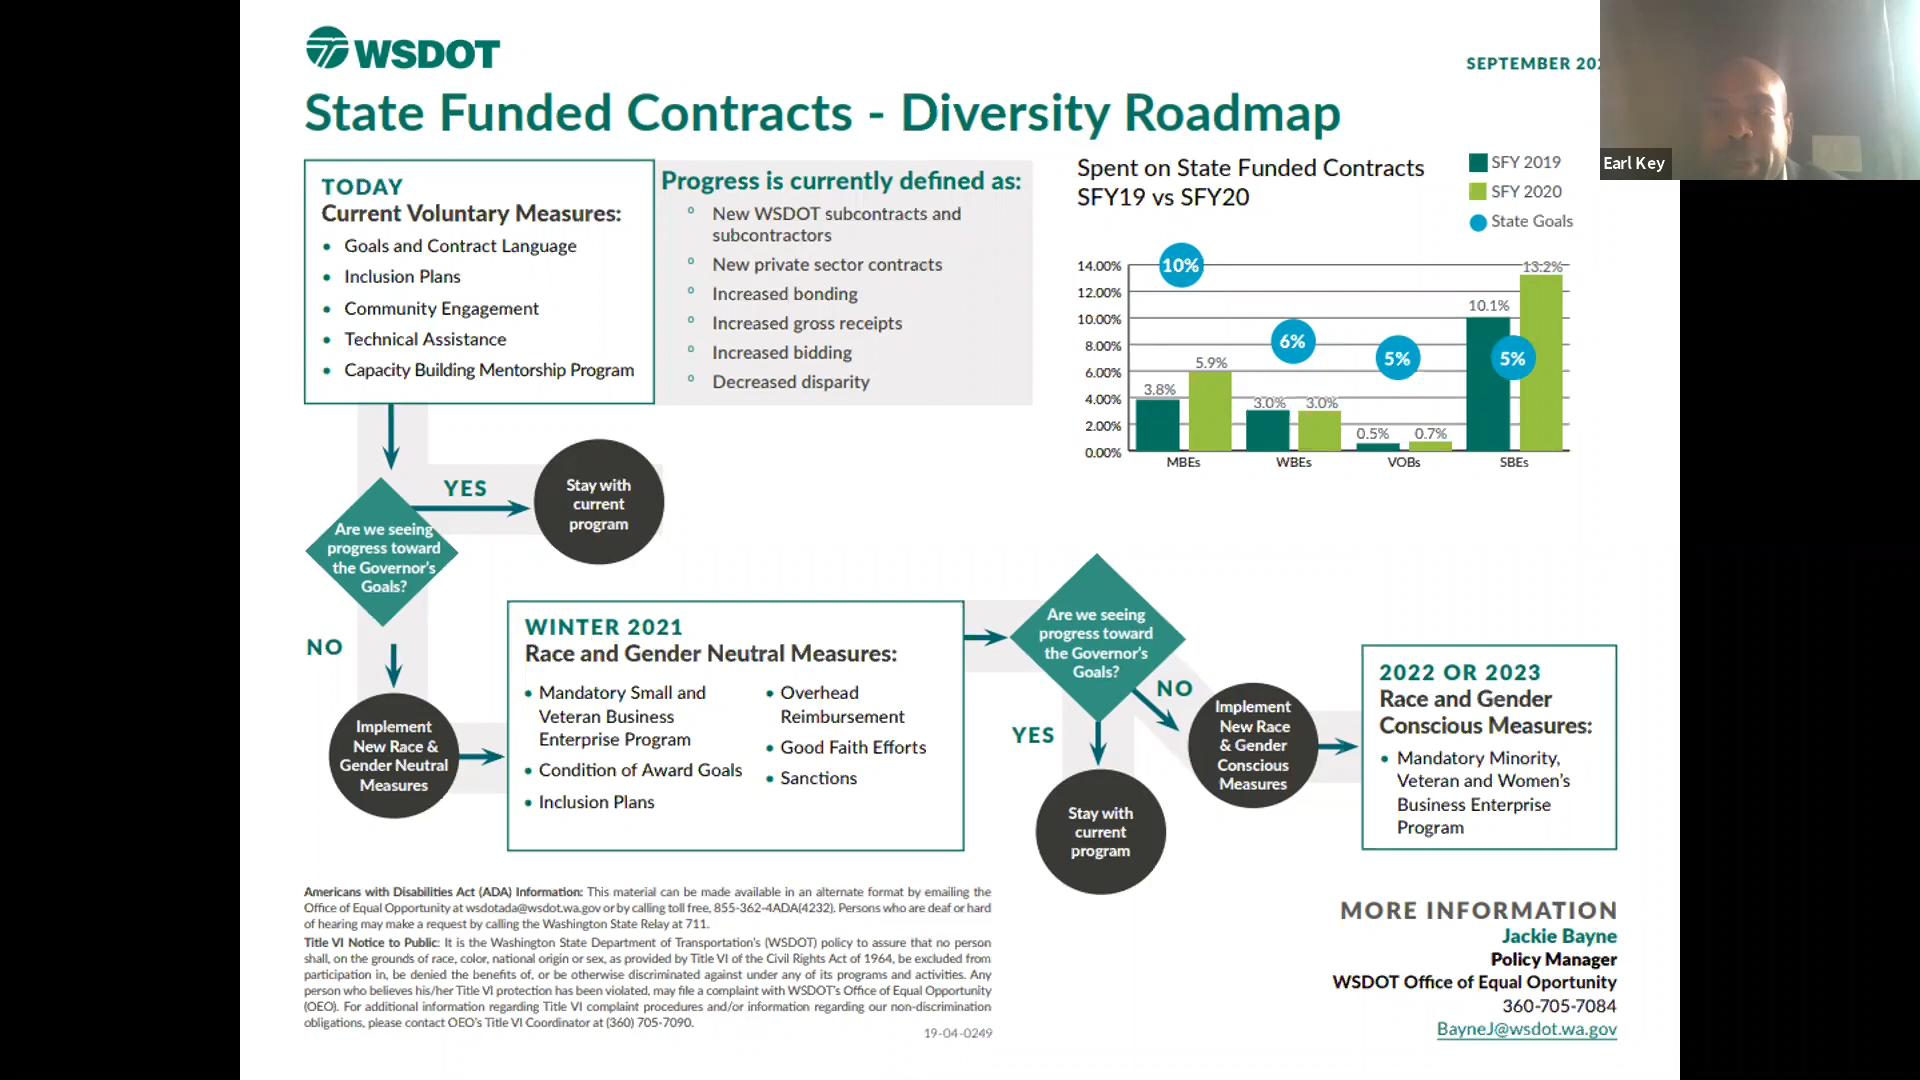 WSDOT
SEPTEMBER
State Funded Contracts - Diversity Roadmap
Earl Key
TODAY
Current Voluntary Measures:
• Goals and Contract Language
• Inclusion Plans
• Community Engagement
• Technical Assistance
• Capacity Building Mentorship Program
Progress is currently defined as:
° New WSDOT subcontracts and
subcontractors
° New private sector contracts
° Increased bonding
° Increased gross receipts
° Increased bidding
° Decreased disparity
Spent on State Funded Contracts
SFY19 vs SFY20
SFY 2019
SFY 2020
State Goals
14.00%
12.00%
10.00%
8.00%
6.00%
4.00%
2.00%
0.00%
10%
6%
5%
5%
3.8%
5.9%
3.0%
3.0%
0.5%
0.7%
10.1%
13.2%
MBEs
WBEs
VOBs
SBEs
Are we seeing
progress toward
the Governor's
Goals?
YES
Stay with
current
program
NO
Implement
New Race &
Gender Neutral
Measures
WINTER 2021
Race and Gender Neutral Measures:
• Mandatory Small and
Veteran Business
Enterprise Program
• Condition of Award Goals
• Inclusion Plans
• Overhead
Reimbursement
• Good Faith Efforts
• Sanctions
Are we seeing
progress toward
the Governor's
Goals?
YES
Stay with
current
program
NO
Implement
New Race
& Gender
Conscious
Measures
2022 OR 2023
Race and Gender
Conscious Measures:
• Mandatory Minority,
Veteran and Women's
Business Enterprise
Program
Americans with Disabilities Act (ADA) Information: This material can be made available in an alternate format by emailing the
Office of Equal Opportunity at wsdotada@wsdot.wa.gov or by calling toll free, 855-362-4ADA(4232). Persons who are deaf or hard
of hearing may make a request by calling the Washington State Relay at 711.
Title VI Notice to Public: It is the Washington State Department of Transportation's (WSDOT) policy to assure that no person
shall, on the grounds of race, color, national origin or sex, as provided by Title VI of the Civil Rights Act of 1964, be excluded from
participation in, be denied the benefits of, or be otherwise discriminated against under any of its programs and activities. Any
person who believes his/her Title VI protection has been violated, may file a complaint with WSDOT's Office of Equal Opportunity
(OEO). For additional information regarding Title VI complaint procedures and/or information regarding our non-discrimination
obligations, please contact OEO's Title VI Coordinator at (360) 705-7090.
19-04-0249
MORE INFORMATION
Jackie Bayne
Policy Manager
WSDOT Office of Equal Oportunity
360-705-7084
BayneJ@wsdot.wa.gov